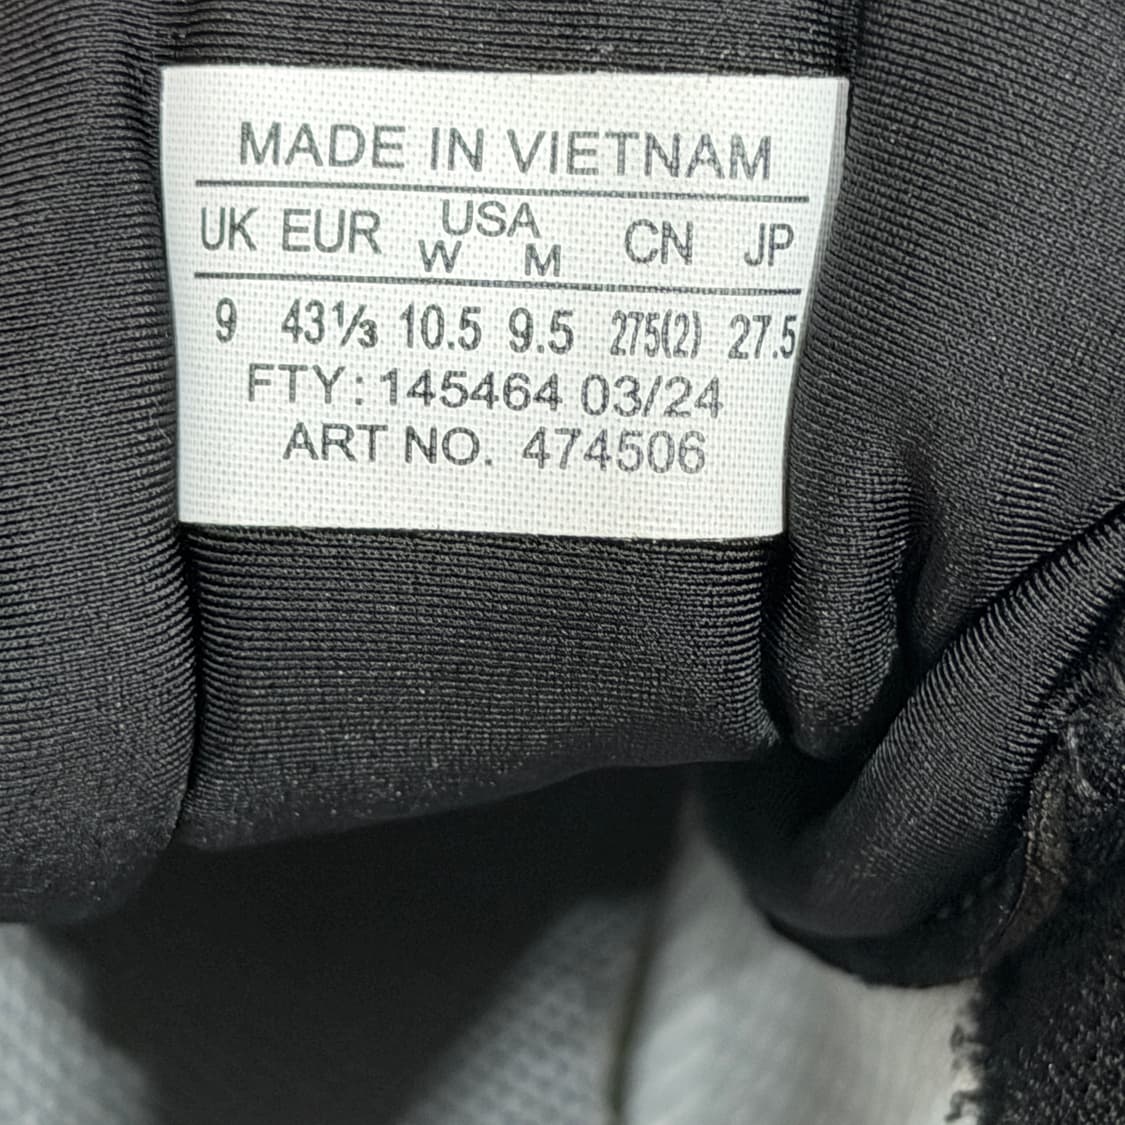 MADE IN VIETNAM
UK EUR USA CN JP
W M
9 43⅓ 10.5 9.5 275(2) 27.5
FTY: 145464 03/24
ART NO. 474506